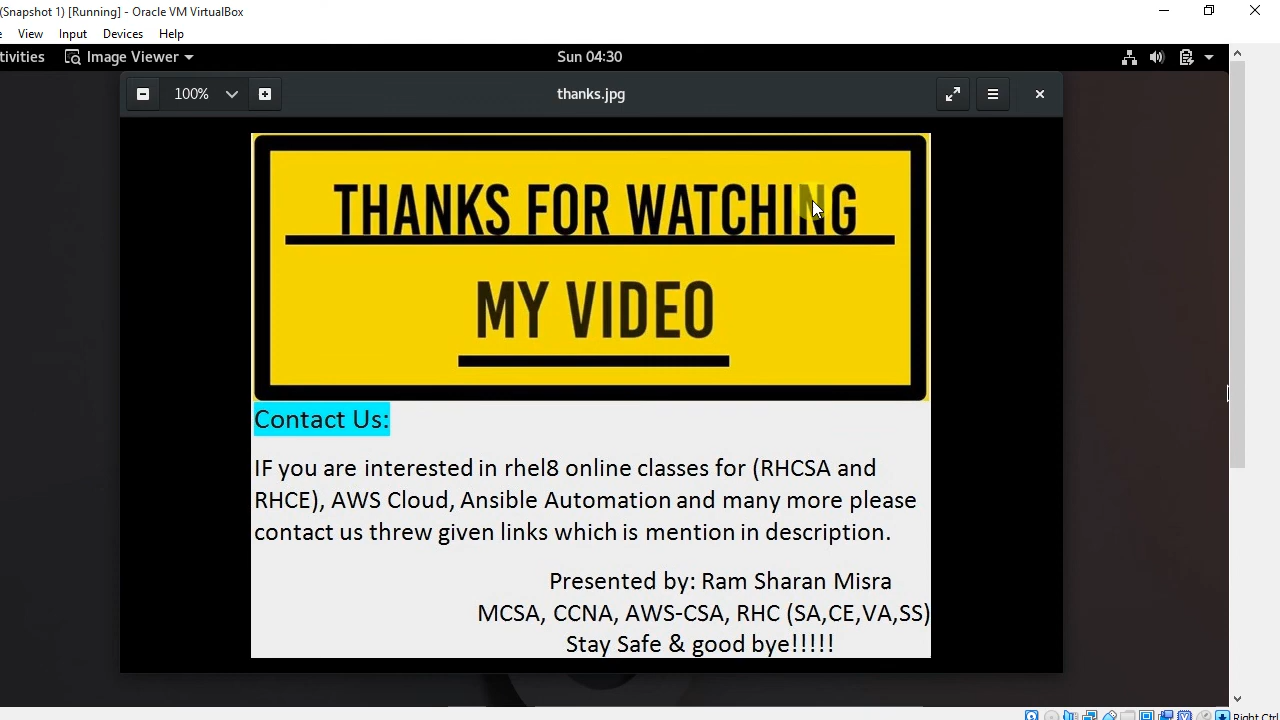 (Snapshot 1) [Running] - Oracle VM VirtualBox
View Input Devices Help
tivities Image Viewer Sun 04:30
100% thanks.jpg
THANKS FOR WATCHING
MY VIDEO
Contact Us:
IF you are interested in rhel8 online classes for (RHCSA and
RHCE), AWS Cloud, Ansible Automation and many more please
contact us threw given links which is mention in description.
Presented by: Ram Sharan Misra
MCSA, CCNA, AWS-CSA, RHC (SA,CE,VA,SS)
Stay Safe & good bye!!!!!
Right Ctrl